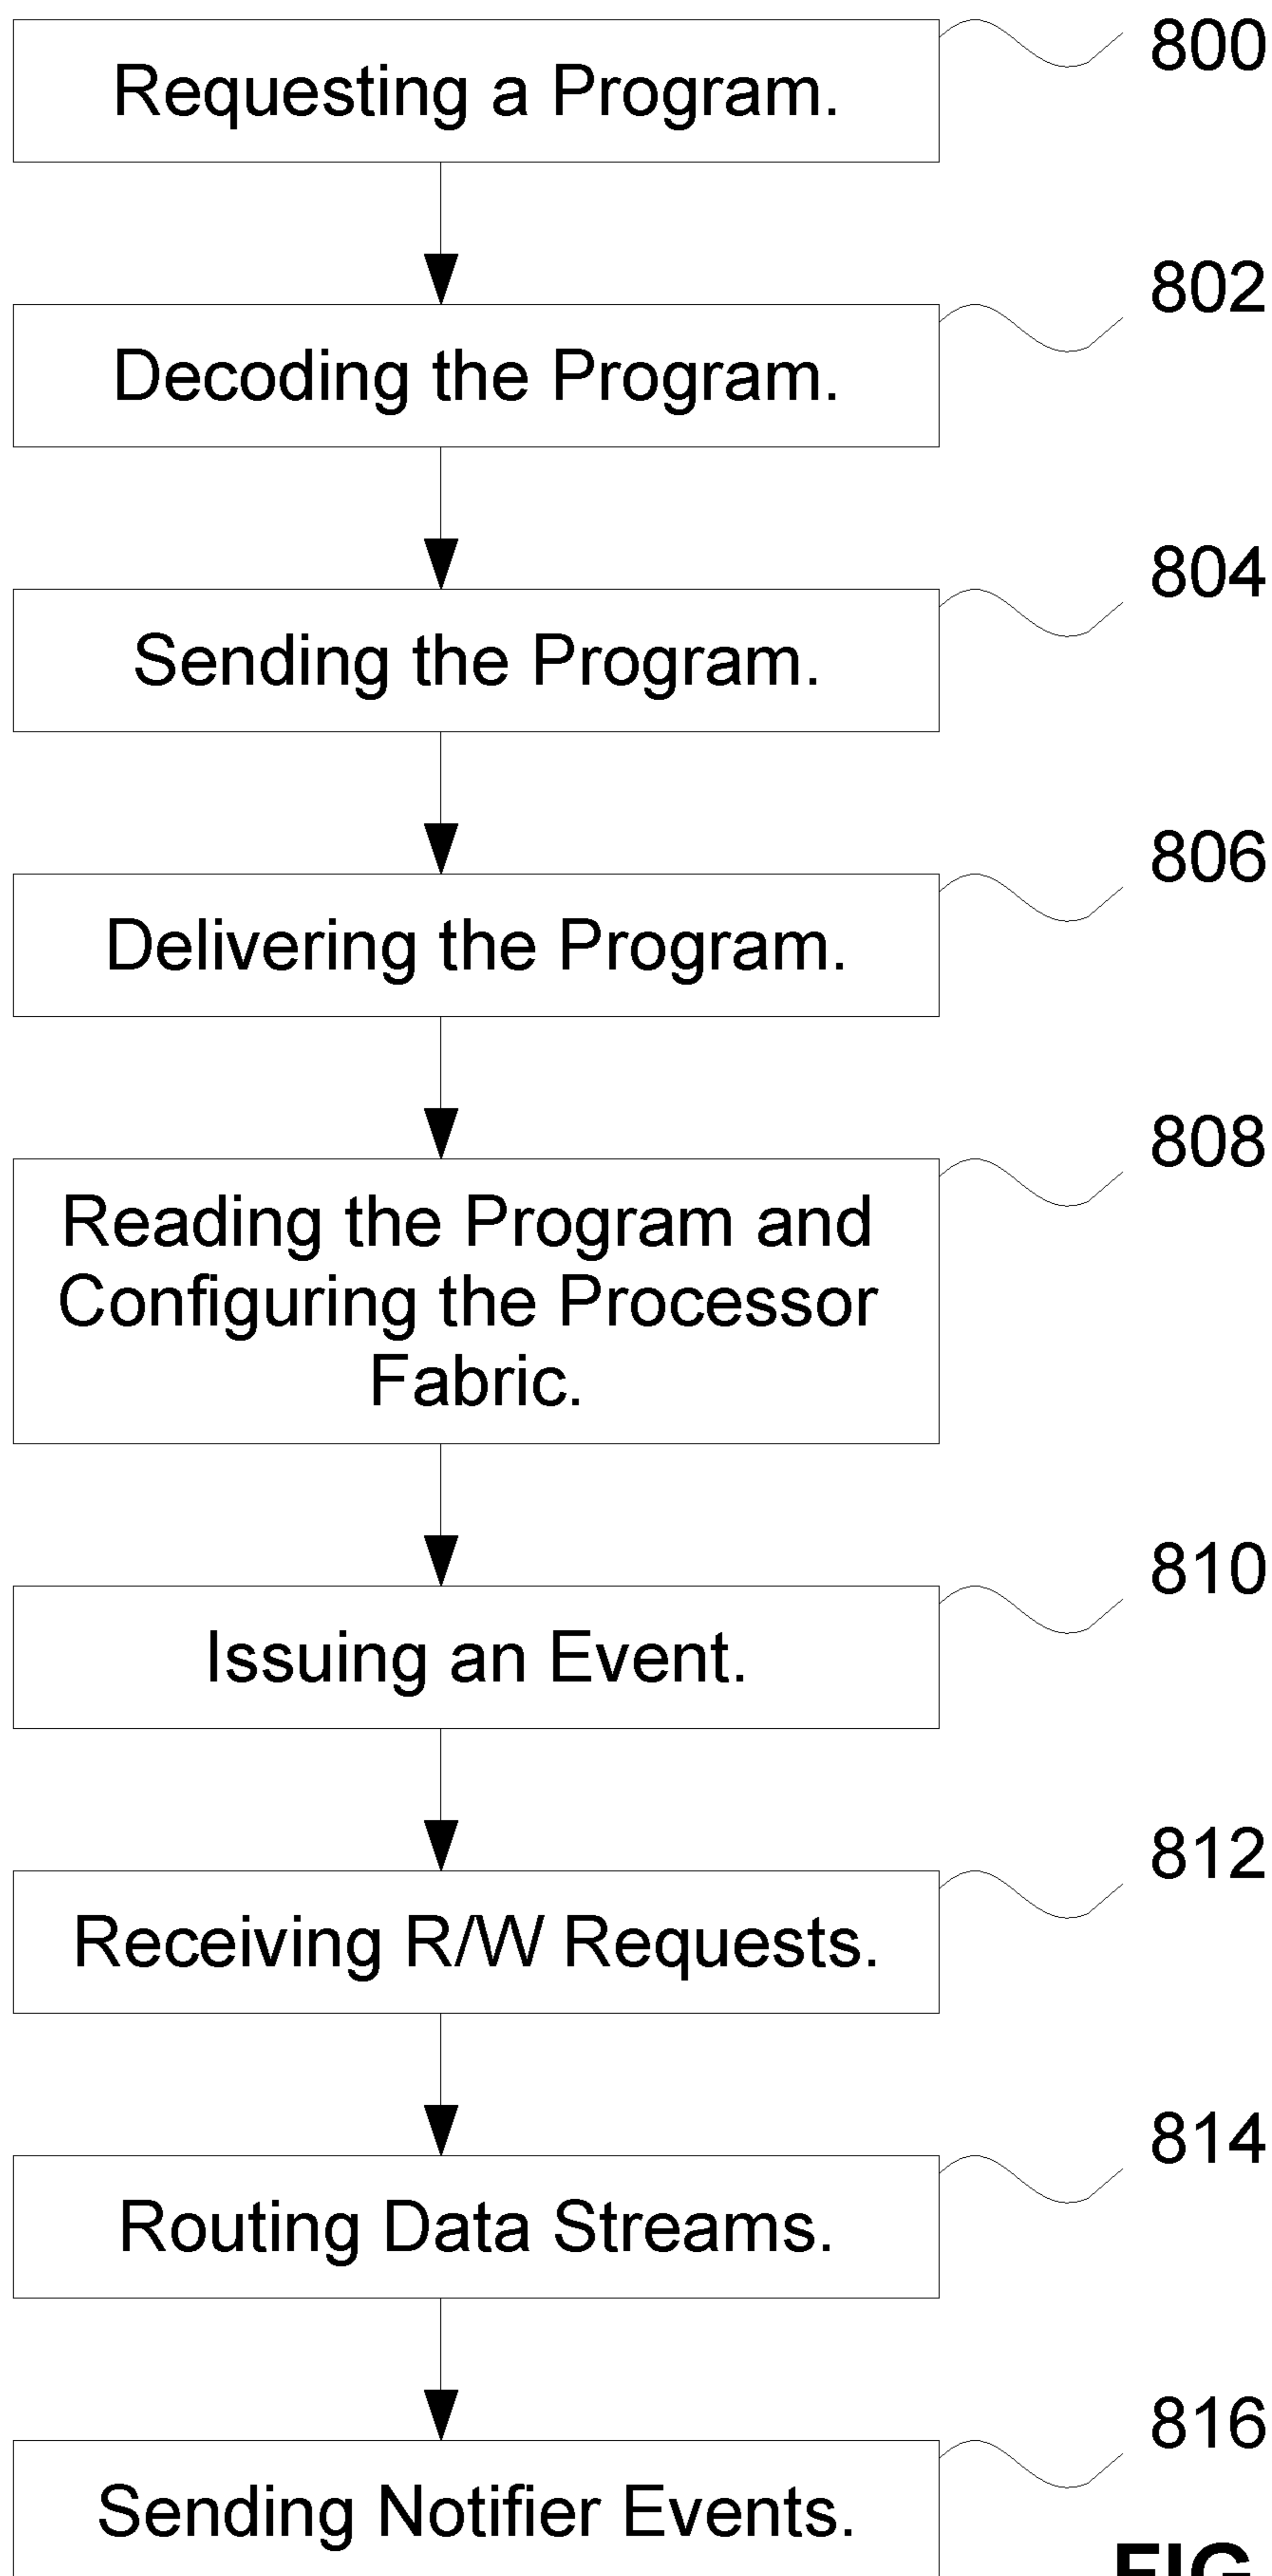 Requesting a Program.
800
Decoding the Program.
802
Sending the Program.
804
Delivering the Program.
806
Reading the Program and
Configuring the Processor
Fabric.
808
Issuing an Event.
810
Receiving R/W Requests.
812
Routing Data Streams.
814
Sending Notifier Events.
816
FIG